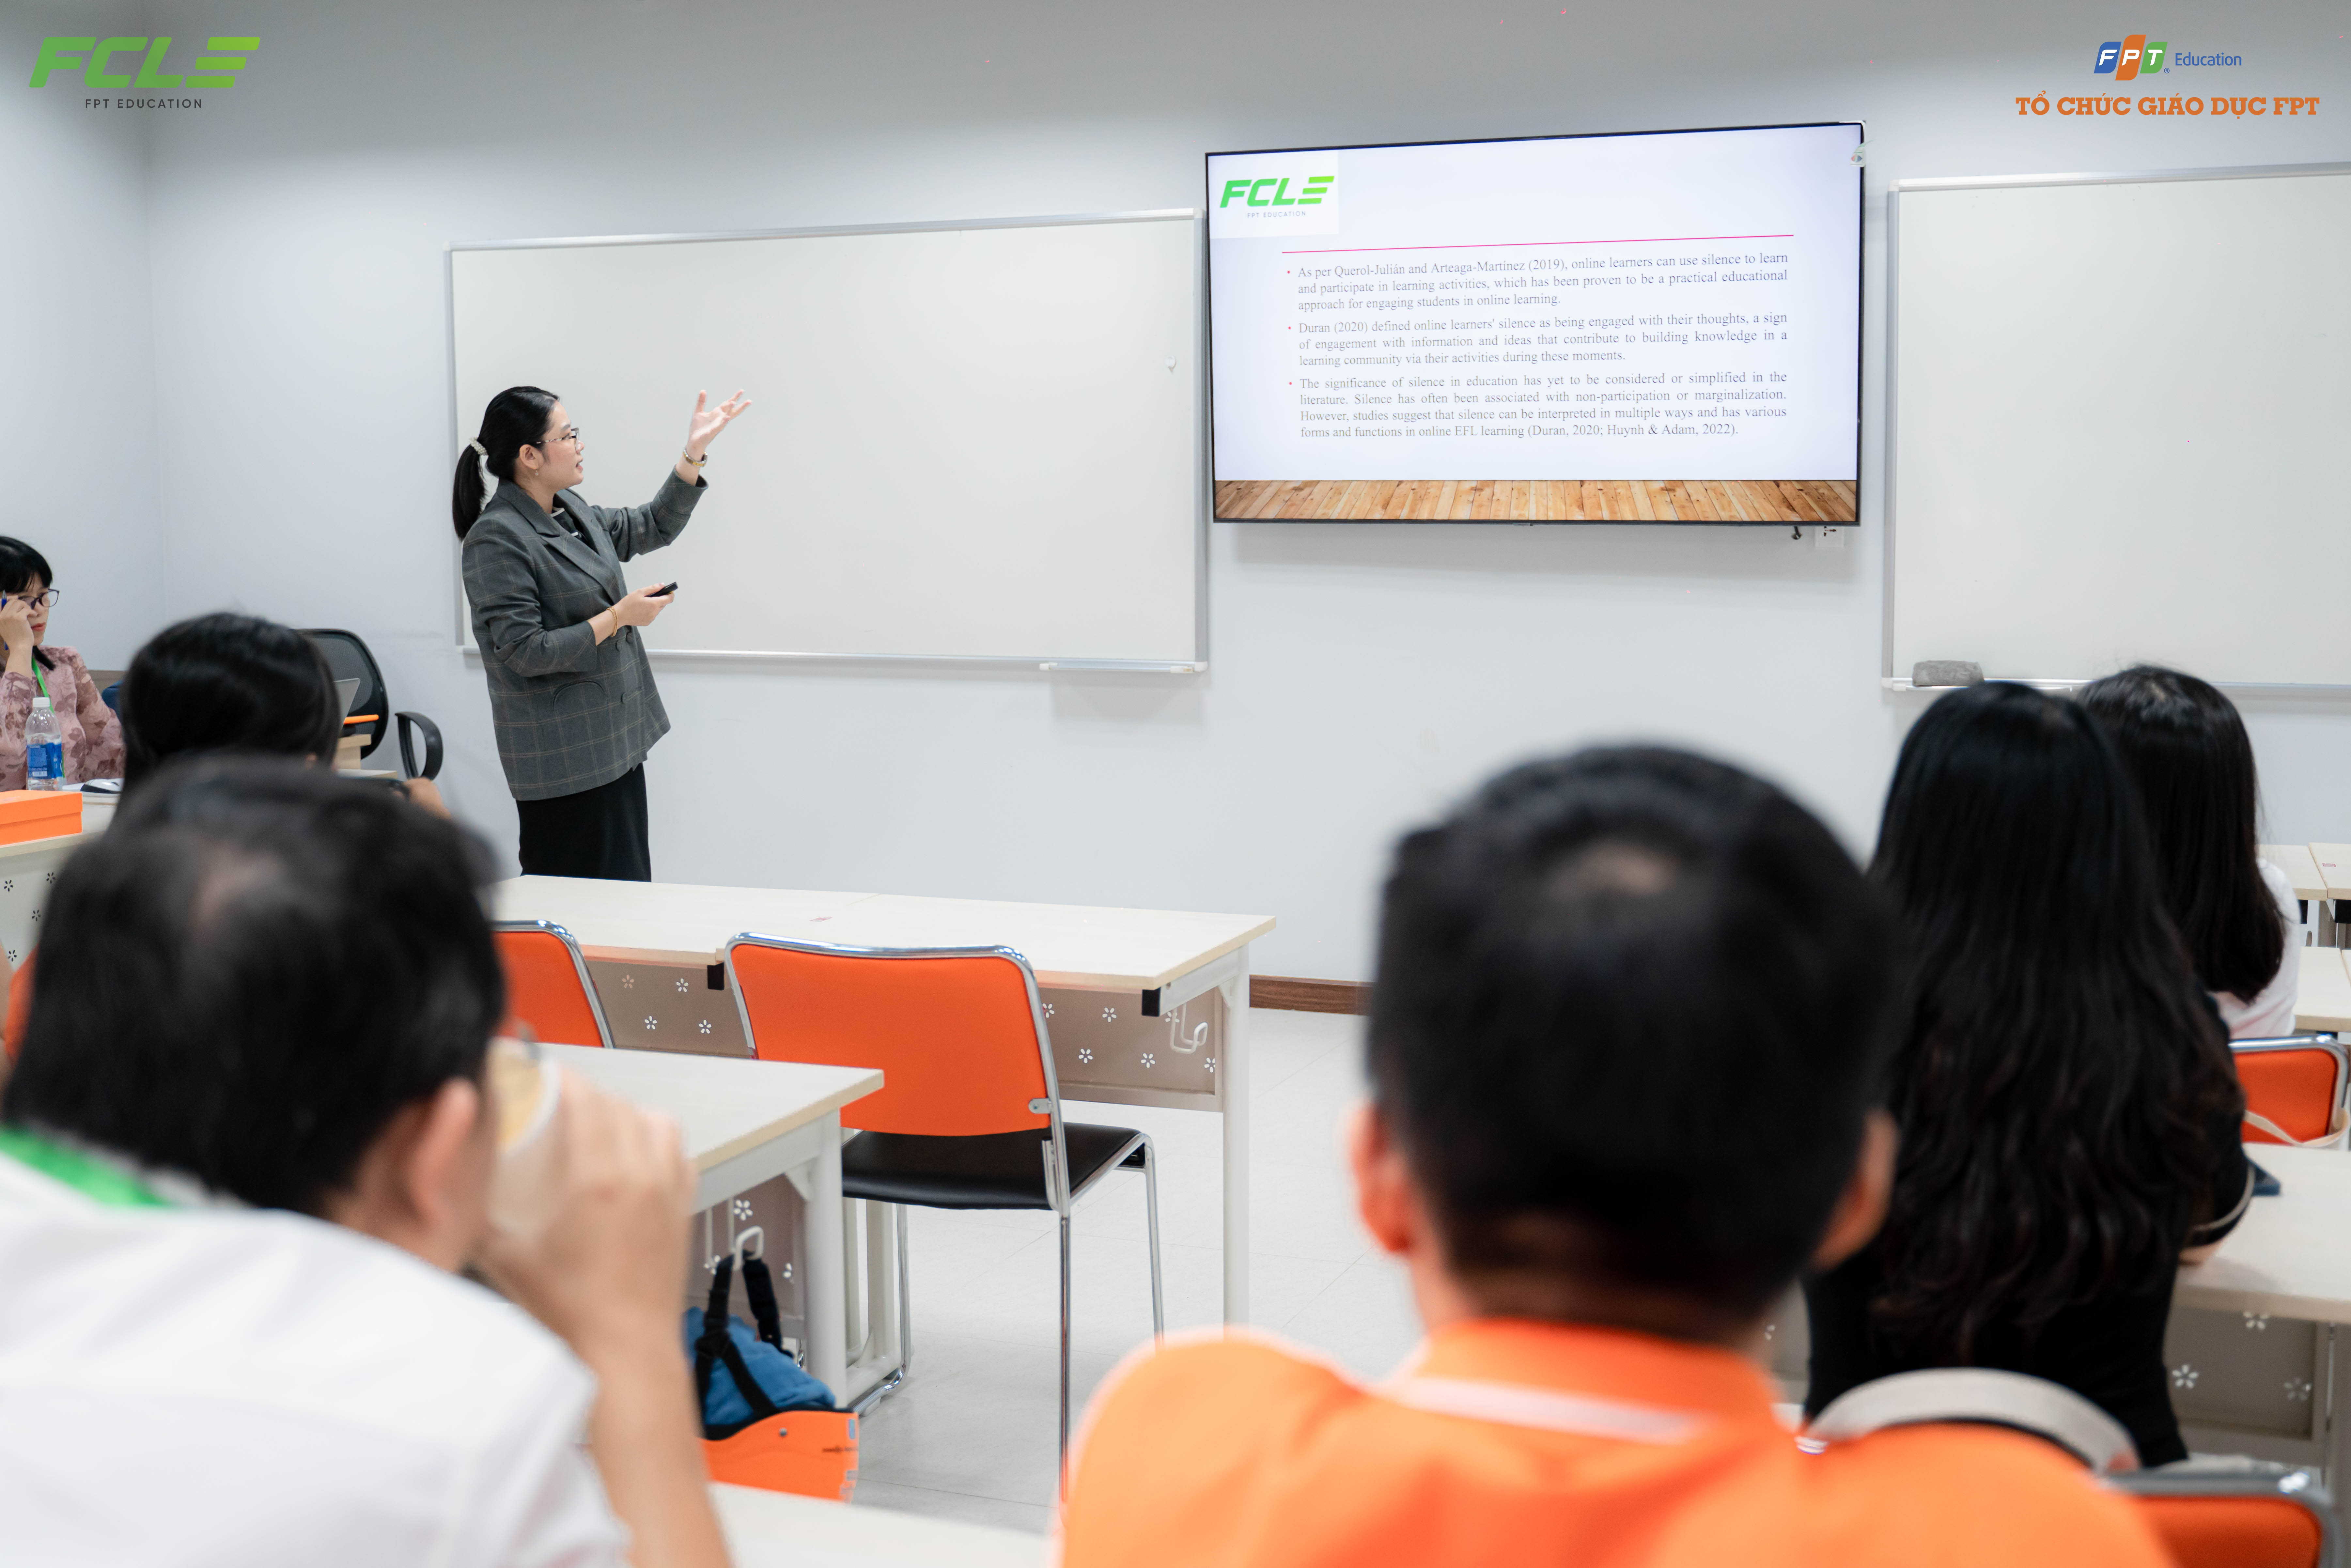 FCLE
FPT EDUCATION
FPT Education
TỔ CHỨC GIÁO DỤC FPT
FCLE
FPT EDUCATION
• As per Querol-Julián and Arteaga-Martínez (2019), online learners can use silence to learn
and participate in learning activities, which has been proven to be a practical educational
approach for engaging students in online learning.
• Duran (2020) defined online learners' silence as being engaged with their thoughts, a sign
of engagement with information and ideas that contribute to building knowledge in a
learning community via their activities during these moments.
• The significance of silence in education has yet to be considered or simplified in the
literature. Silence has often been associated with non-participation or marginalization.
However, studies suggest that silence can be interpreted in multiple ways and has various
forms and functions in online EFL learning (Duran, 2020; Huynh & Adam, 2022).